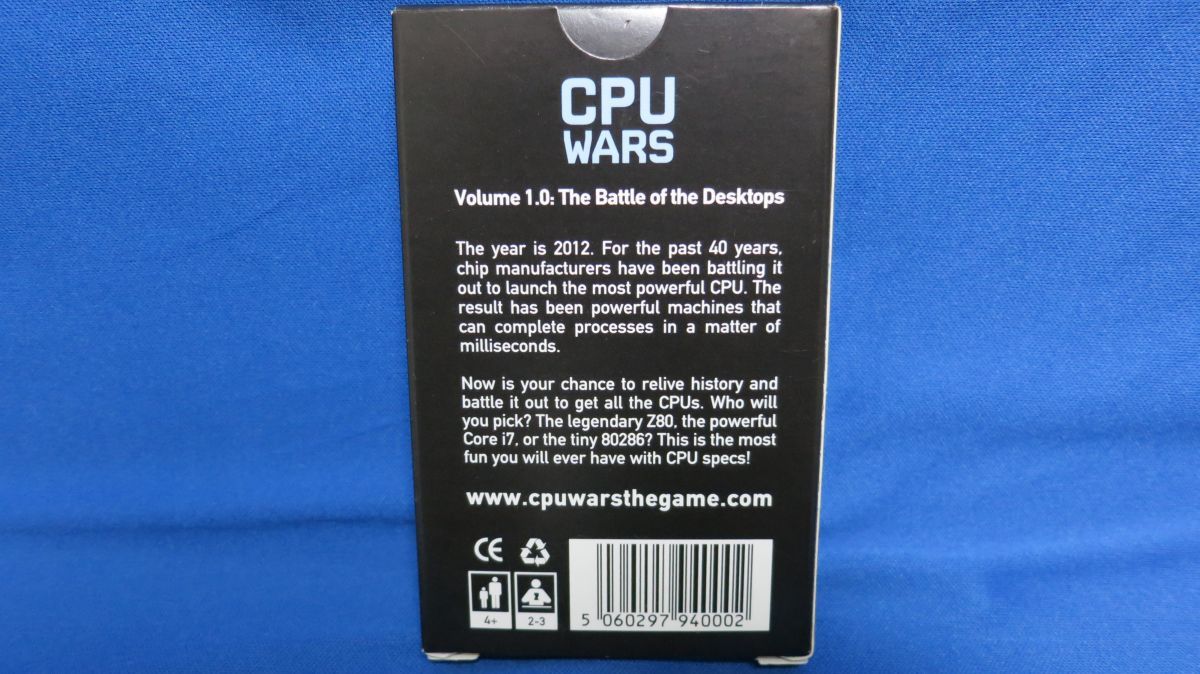 CPU
WARS
Volume 1.0: The Battle of the Desktops
The year is 2012. For the past 40 years,
chip manufacturers have been battling it
out to launch the most powerful CPU. The
result has been powerful machines that
can complete processes in a matter of
milliseconds.
Now is your chance to relive history and
battle it out to get all the CPUs. Who will
you pick? The legendary Z80, the powerful
Core i7, or the tiny 80286? This is the most
fun you will ever have with CPU specs!
www.cpuwarsthegame.com
CE
4+ 2-3
5 060297 940002